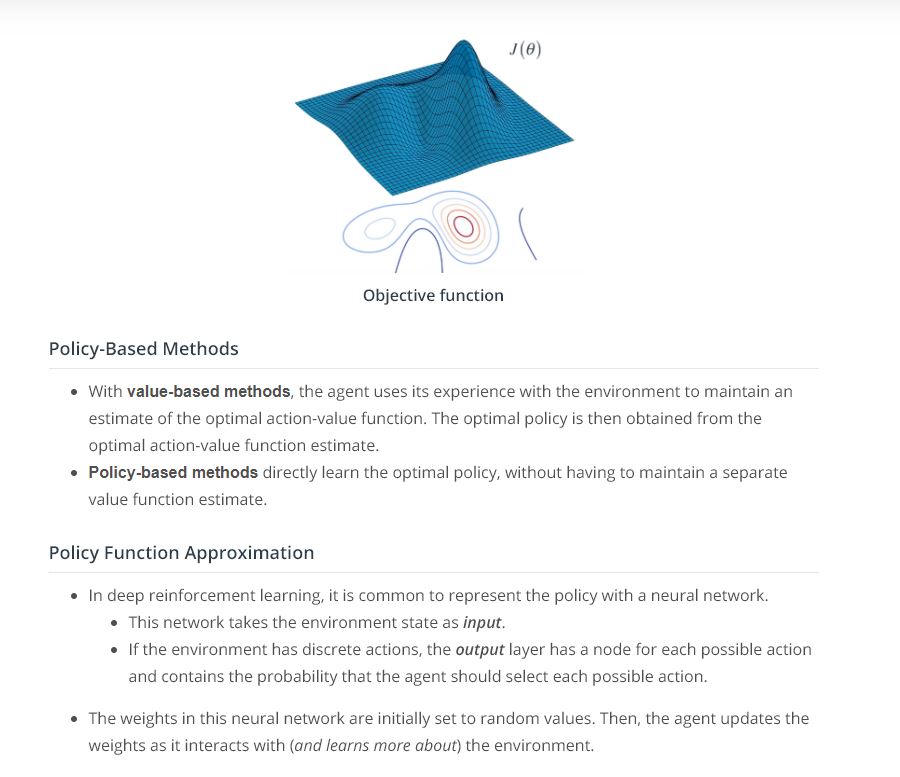 J(θ)
Objective function
Policy-Based Methods
• With value-based methods, the agent uses its experience with the environment to maintain an
estimate of the optimal action-value function. The optimal policy is then obtained from the
optimal action-value function estimate.
• Policy-based methods directly learn the optimal policy, without having to maintain a separate
value function estimate.
Policy Function Approximation
• In deep reinforcement learning, it is common to represent the policy with a neural network.
• This network takes the environment state as input.
• If the environment has discrete actions, the output layer has a node for each possible action
and contains the probability that the agent should select each possible action.
• The weights in this neural network are initially set to random values. Then, the agent updates the
weights as it interacts with (and learns more about) the environment.